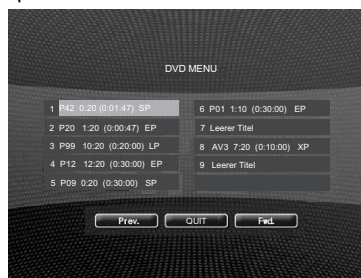 DVD MENU
1 P42 0:20 (0:01:47) SP
2 P20 1:20 (0:00:47) EP
3 P99 10:20 (0:20:00) LP
4 P12 12:20 (0:30:00) EP
5 P09 0:20 (0:30:00) SP
6 P01 1:10 (0:30:00) EP
7 Leerer Titel
8 AV3 7:20 (0:10:00) XP
9 Leerer Titel
Prev. QUIT Fwd.